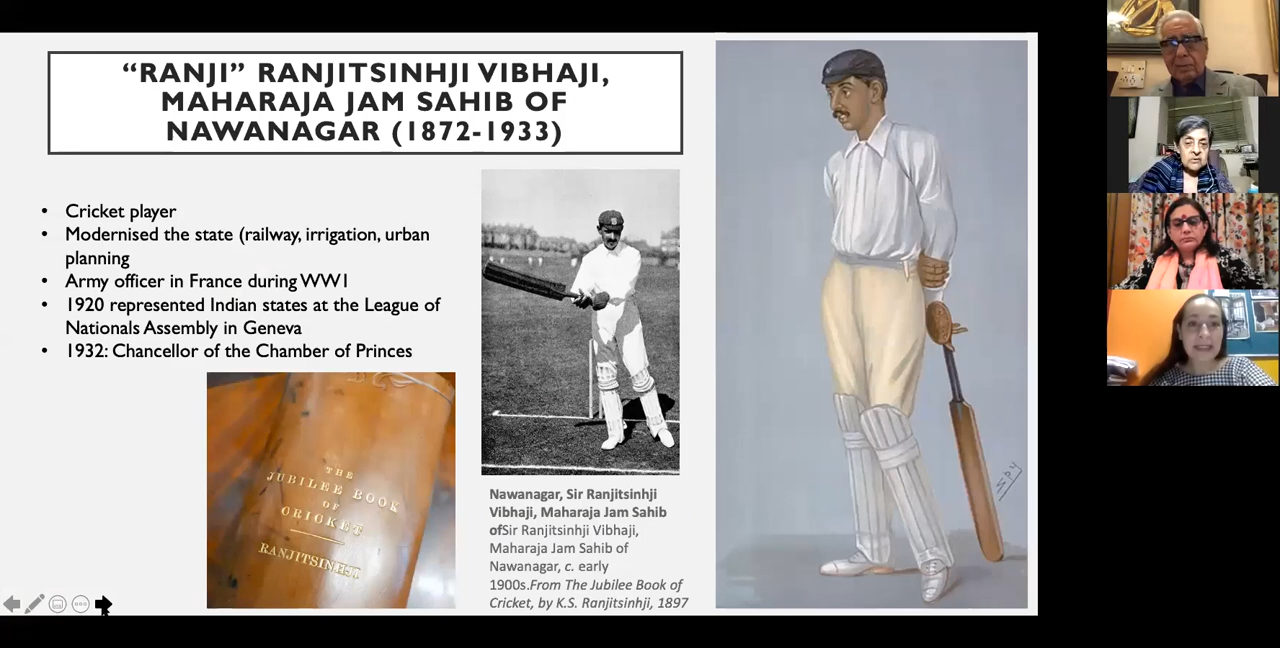 “RANJI” RANJITSINHJI VIBHAJI,
MAHARAJA JAM SAHIB OF
NAWANAGAR (1872-1933)
• Cricket player
• Modernised the state (railway, irrigation, urban
planning
• Army officer in France during WW1
• 1920 represented Indian states at the League of
Nations Assembly in Geneva
• 1932: Chancellor of the Chamber of Princes
THE
JUBILEE BOOK
OF
CRICKET
RANJITSINHJI
Nawanagar, Sir Ranjitsinhji
Vibhaji, Maharaja Jam Sahib
ofSir Ranjitsinhji Vibhaji,
Maharaja Jam Sahib of
Nawanagar, c. early
1900s.From The Jubilee Book of
Cricket, by K.S. Ranjitsinhji, 1897
Spy